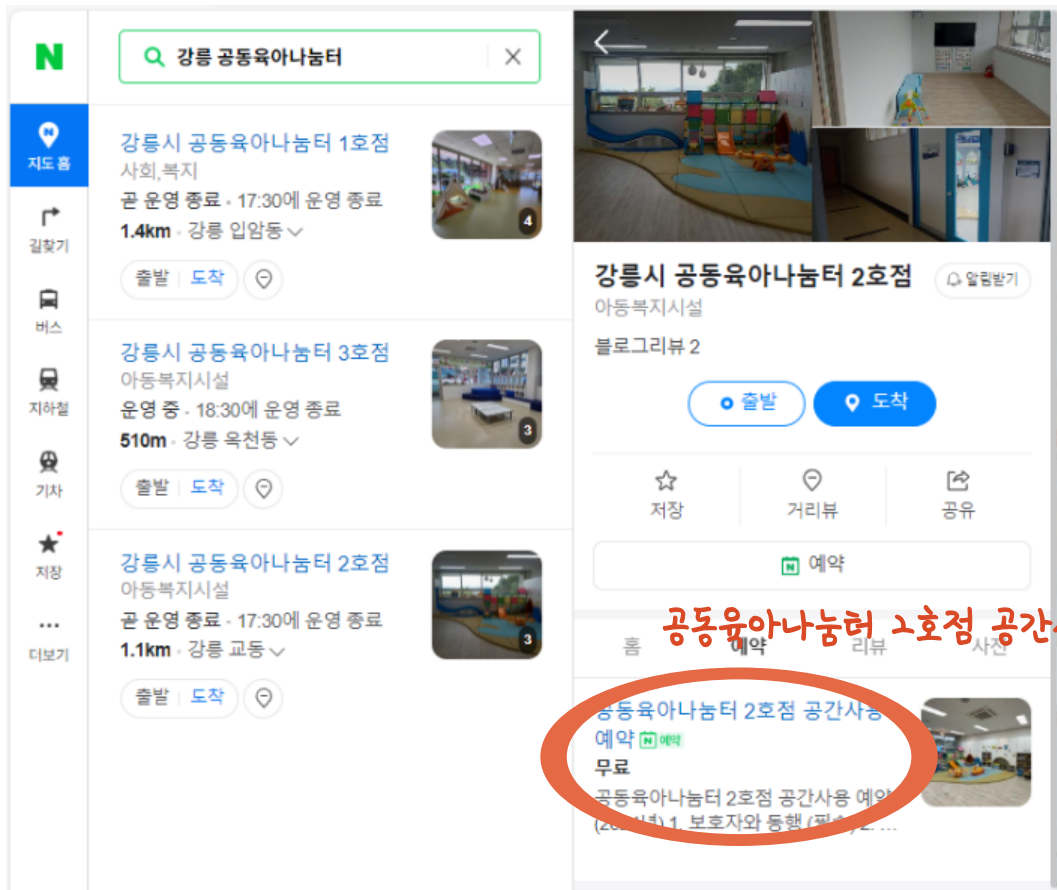 N
강릉 공동육아나눔터
지도 홈
길찾기
버스
지하철
기차
저장
더보기
강릉시 공동육아나눔터 1호점
사회,복지
곧 운영 종료 · 17:30에 운영 종료
1.4km · 강릉 입암동
출발 도착
4
강릉시 공동육아나눔터 3호점
아동복지시설
운영 중 · 18:30에 운영 종료
510m · 강릉 옥천동
출발 도착
3
강릉시 공동육아나눔터 2호점
아동복지시설
곧 운영 종료 · 17:30에 운영 종료
1.1km · 강릉 교동
출발 도착
3
강릉시 공동육아나눔터 2호점
알림받기
아동복지시설
블로그리뷰 2
출발 도착
저장 거리뷰 공유
N 예약
공동육아나눔터 2호점 공간
홈 예약 리뷰 사진
공동육아나눔터 2호점 공간사용
예약 N 예약
무료
공동육아나눔터 2호점 공간사용 예약
1. 보호자와 동행 2. ...